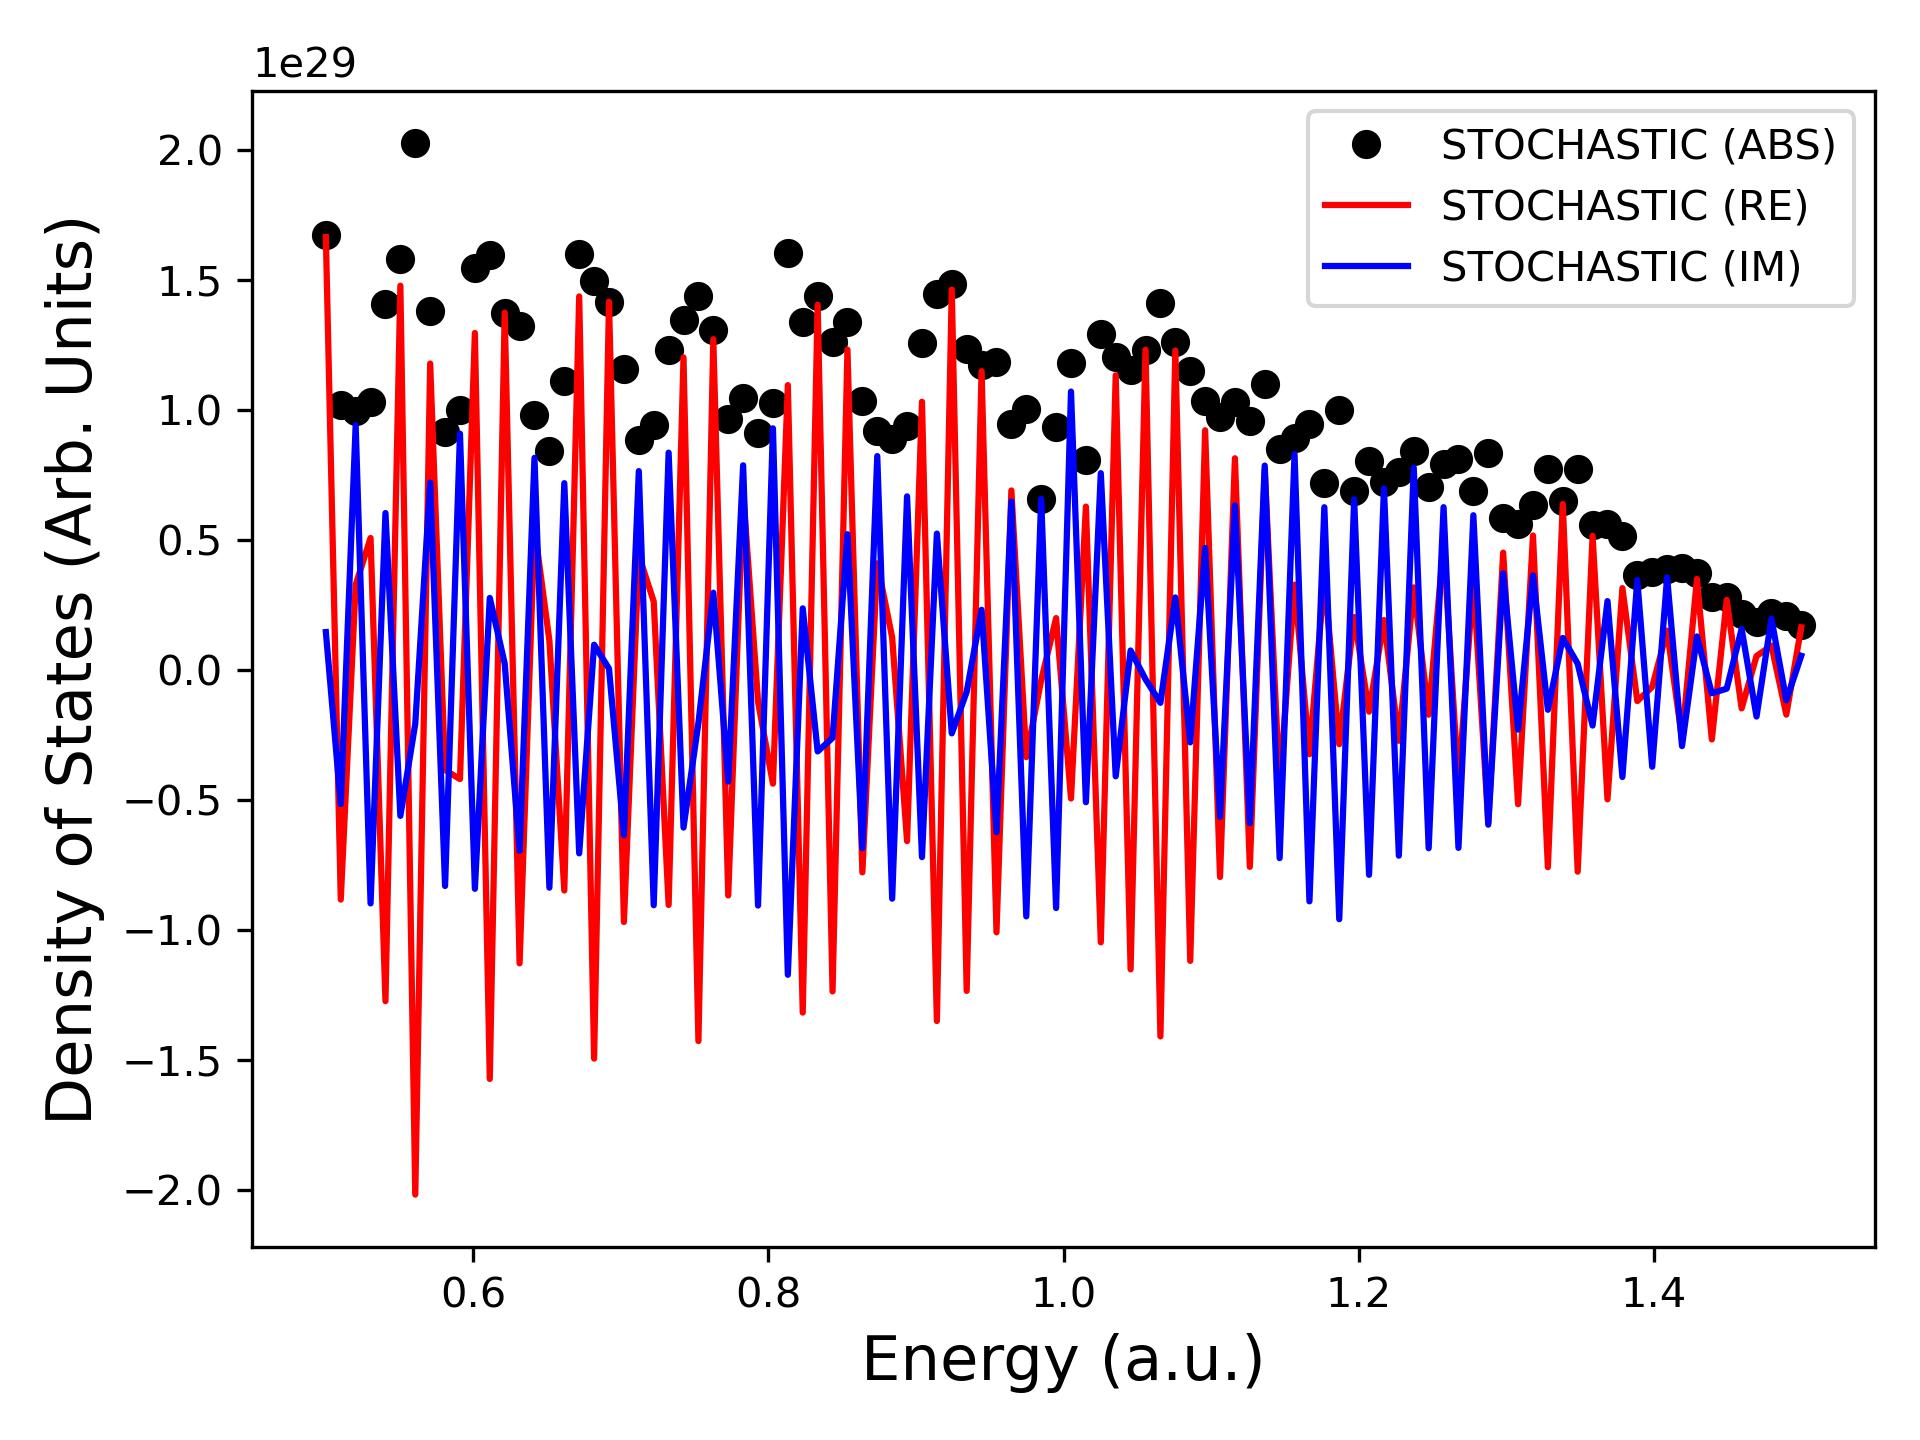 1e29
STOCHASTIC (ABS)
STOCHASTIC (RE)
STOCHASTIC (IM)
2.0
1.5
1.0
0.5
0.0
−0.5
−1.0
−1.5
−2.0
Density of States (Arb. Units)
0.6
0.8
1.0
1.2
1.4
Energy (a.u.)